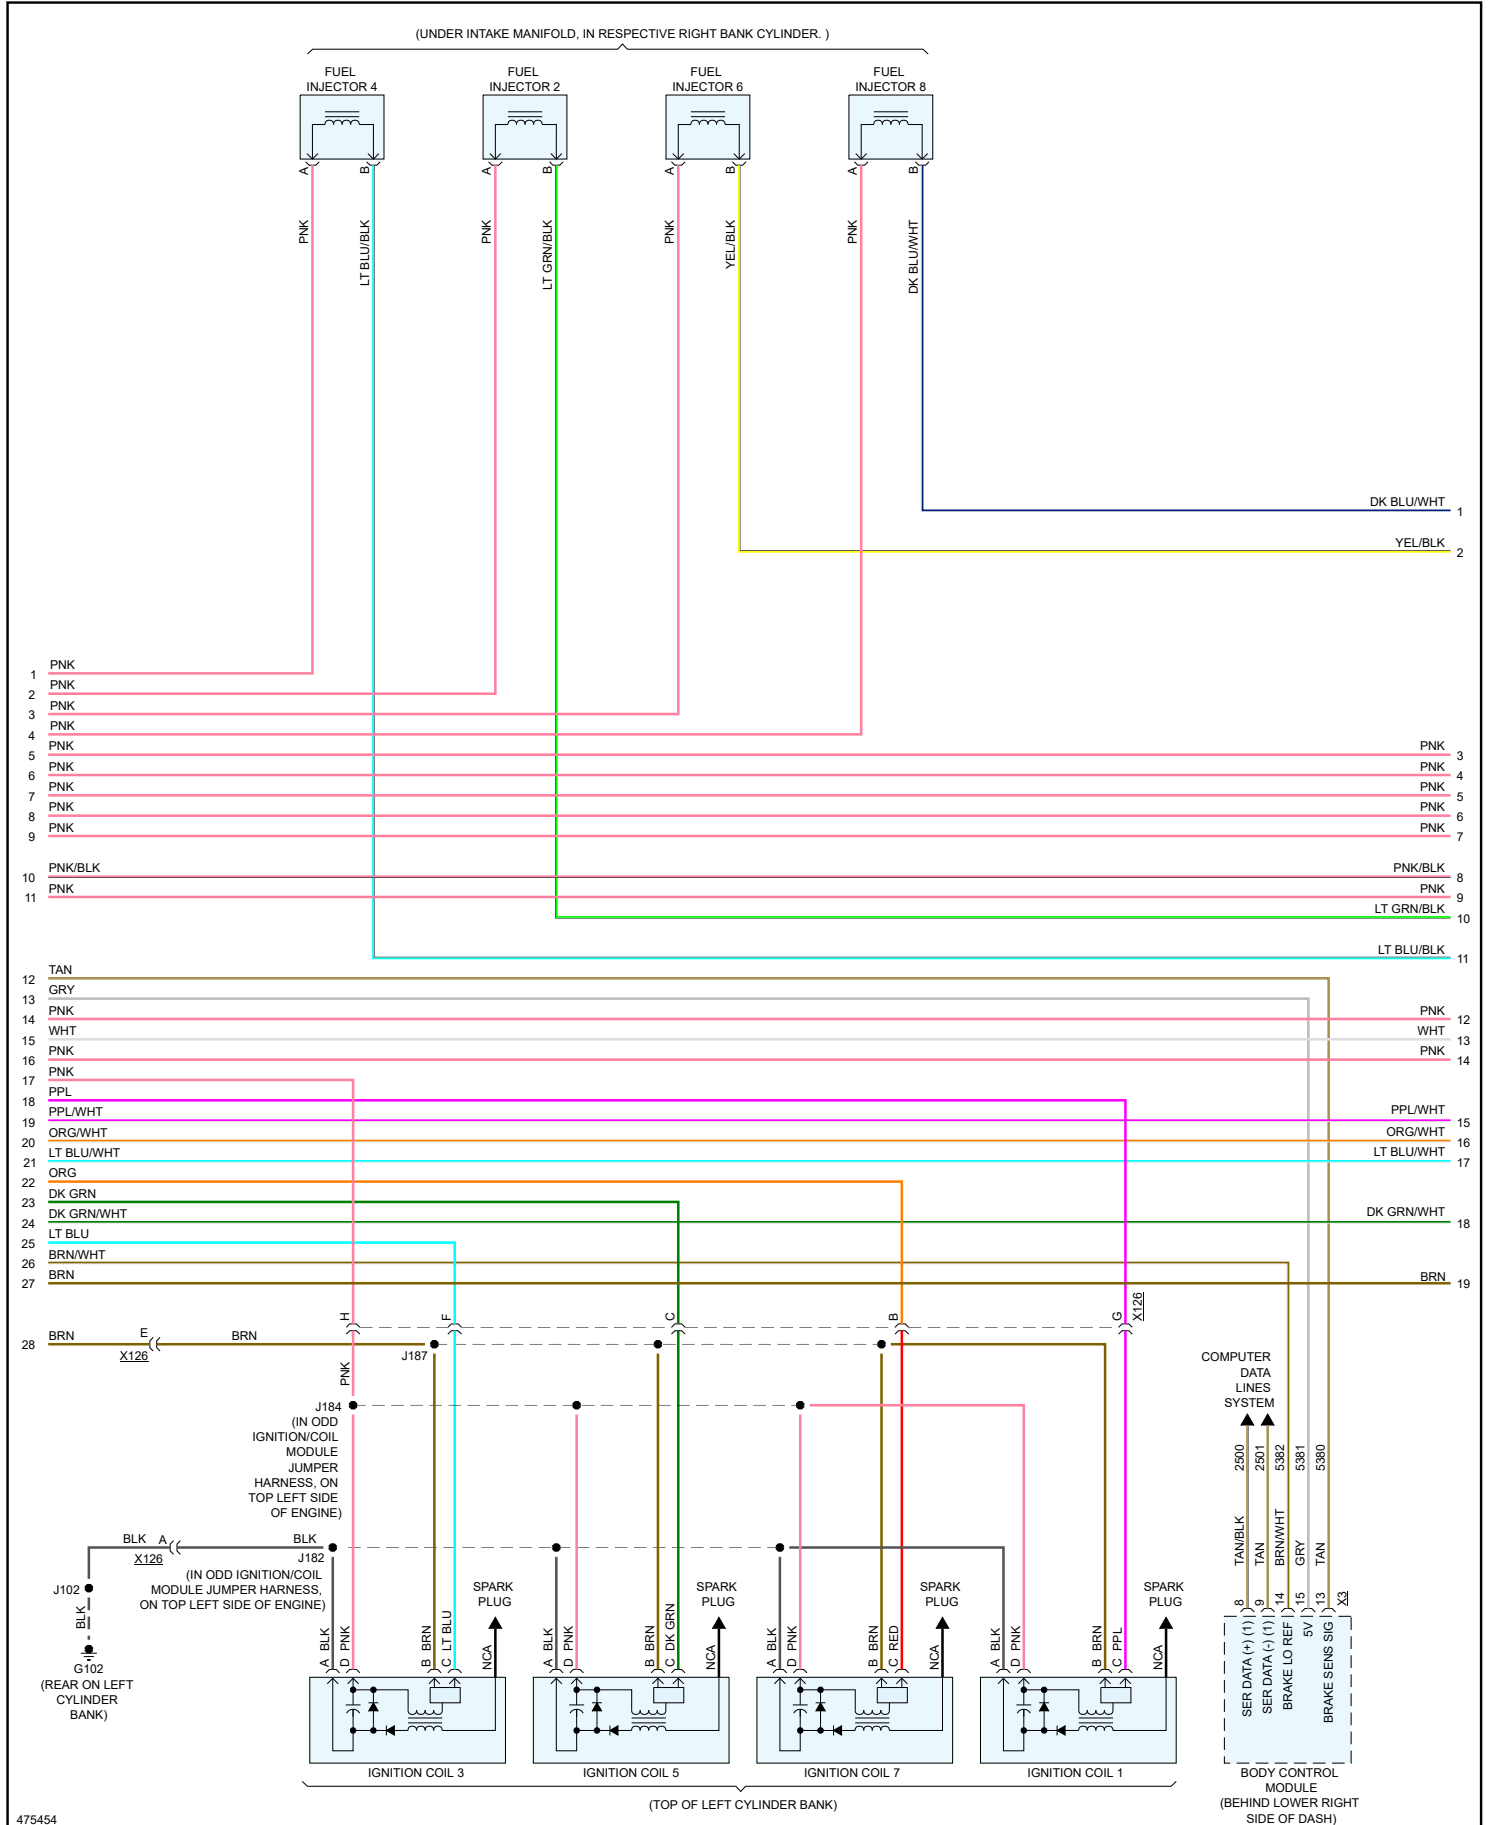 (UNDER INTAKE MANIFOLD, IN RESPECTIVE RIGHT BANK CYLINDER. )
FUEL
INJECTOR 4
FUEL
INJECTOR 2
FUEL
INJECTOR 6
FUEL
INJECTOR 8
A B A B A B A B
PNK
LT BLU/BLK
PNK
LT GRN/BLK
PNK
YEL/BLK
PNK
DK BLU/WHT
DK BLU/WHT 1
YEL/BLK 2
1 PNK
2 PNK
3 PNK
4 PNK
5 PNK PNK 3
6 PNK PNK 4
7 PNK PNK 5
8 PNK PNK 6
9 PNK PNK 7
10 PNK/BLK PNK/BLK 8
11 PNK PNK 9
LT GRN/BLK 10
LT BLU/BLK 11
12 TAN
13 GRY
14 PNK PNK 12
15 WHT WHT 13
16 PNK PNK 14
17 PNK
18 PPL
19 PPL/WHT PPL/WHT 15
20 ORG/WHT ORG/WHT 16
21 LT BLU/WHT LT BLU/WHT 17
22 ORG
23 DK GRN
24 DK GRN/WHT DK GRN/WHT 18
25 LT BLU
26 BRN/WHT
27 BRN BRN 19
H F C B G X126
28 BRN E BRN
X126
J187
PNK
J184
(IN ODD
IGNITION/COIL
MODULE
JUMPER
HARNESS, ON
TOP LEFT SIDE
OF ENGINE)
COMPUTER
DATA
LINES
SYSTEM
2500
2501
5382
5381
5380
BLK A BLK
X126
J182
(IN ODD IGNITION/COIL
MODULE JUMPER HARNESS,
ON TOP LEFT SIDE OF ENGINE)
J102
BLK
G102
(REAR ON LEFT
CYLINDER
BANK)
TAN/BLK
TAN
BRN/WHT
GRY
TAN
8 9 14 15 13 X3
SER DATA (+) (1)
SER DATA (-) (1)
BRAKE LO REF
5V
BRAKE SENS SIG
BODY CONTROL
MODULE
(BEHIND LOWER RIGHT
SIDE OF DASH)
SPARK
PLUG
A BLK
D PNK
B BRN
C LT BLU
NCA
IGNITION COIL 3
SPARK
PLUG
A BLK
D PNK
B BRN
C DK GRN
NCA
IGNITION COIL 5
SPARK
PLUG
A BLK
D PNK
B BRN
C RED
NCA
IGNITION COIL 7
SPARK
PLUG
A BLK
D PNK
B BRN
C PPL
NCA
IGNITION COIL 1
(TOP OF LEFT CYLINDER BANK)
475454